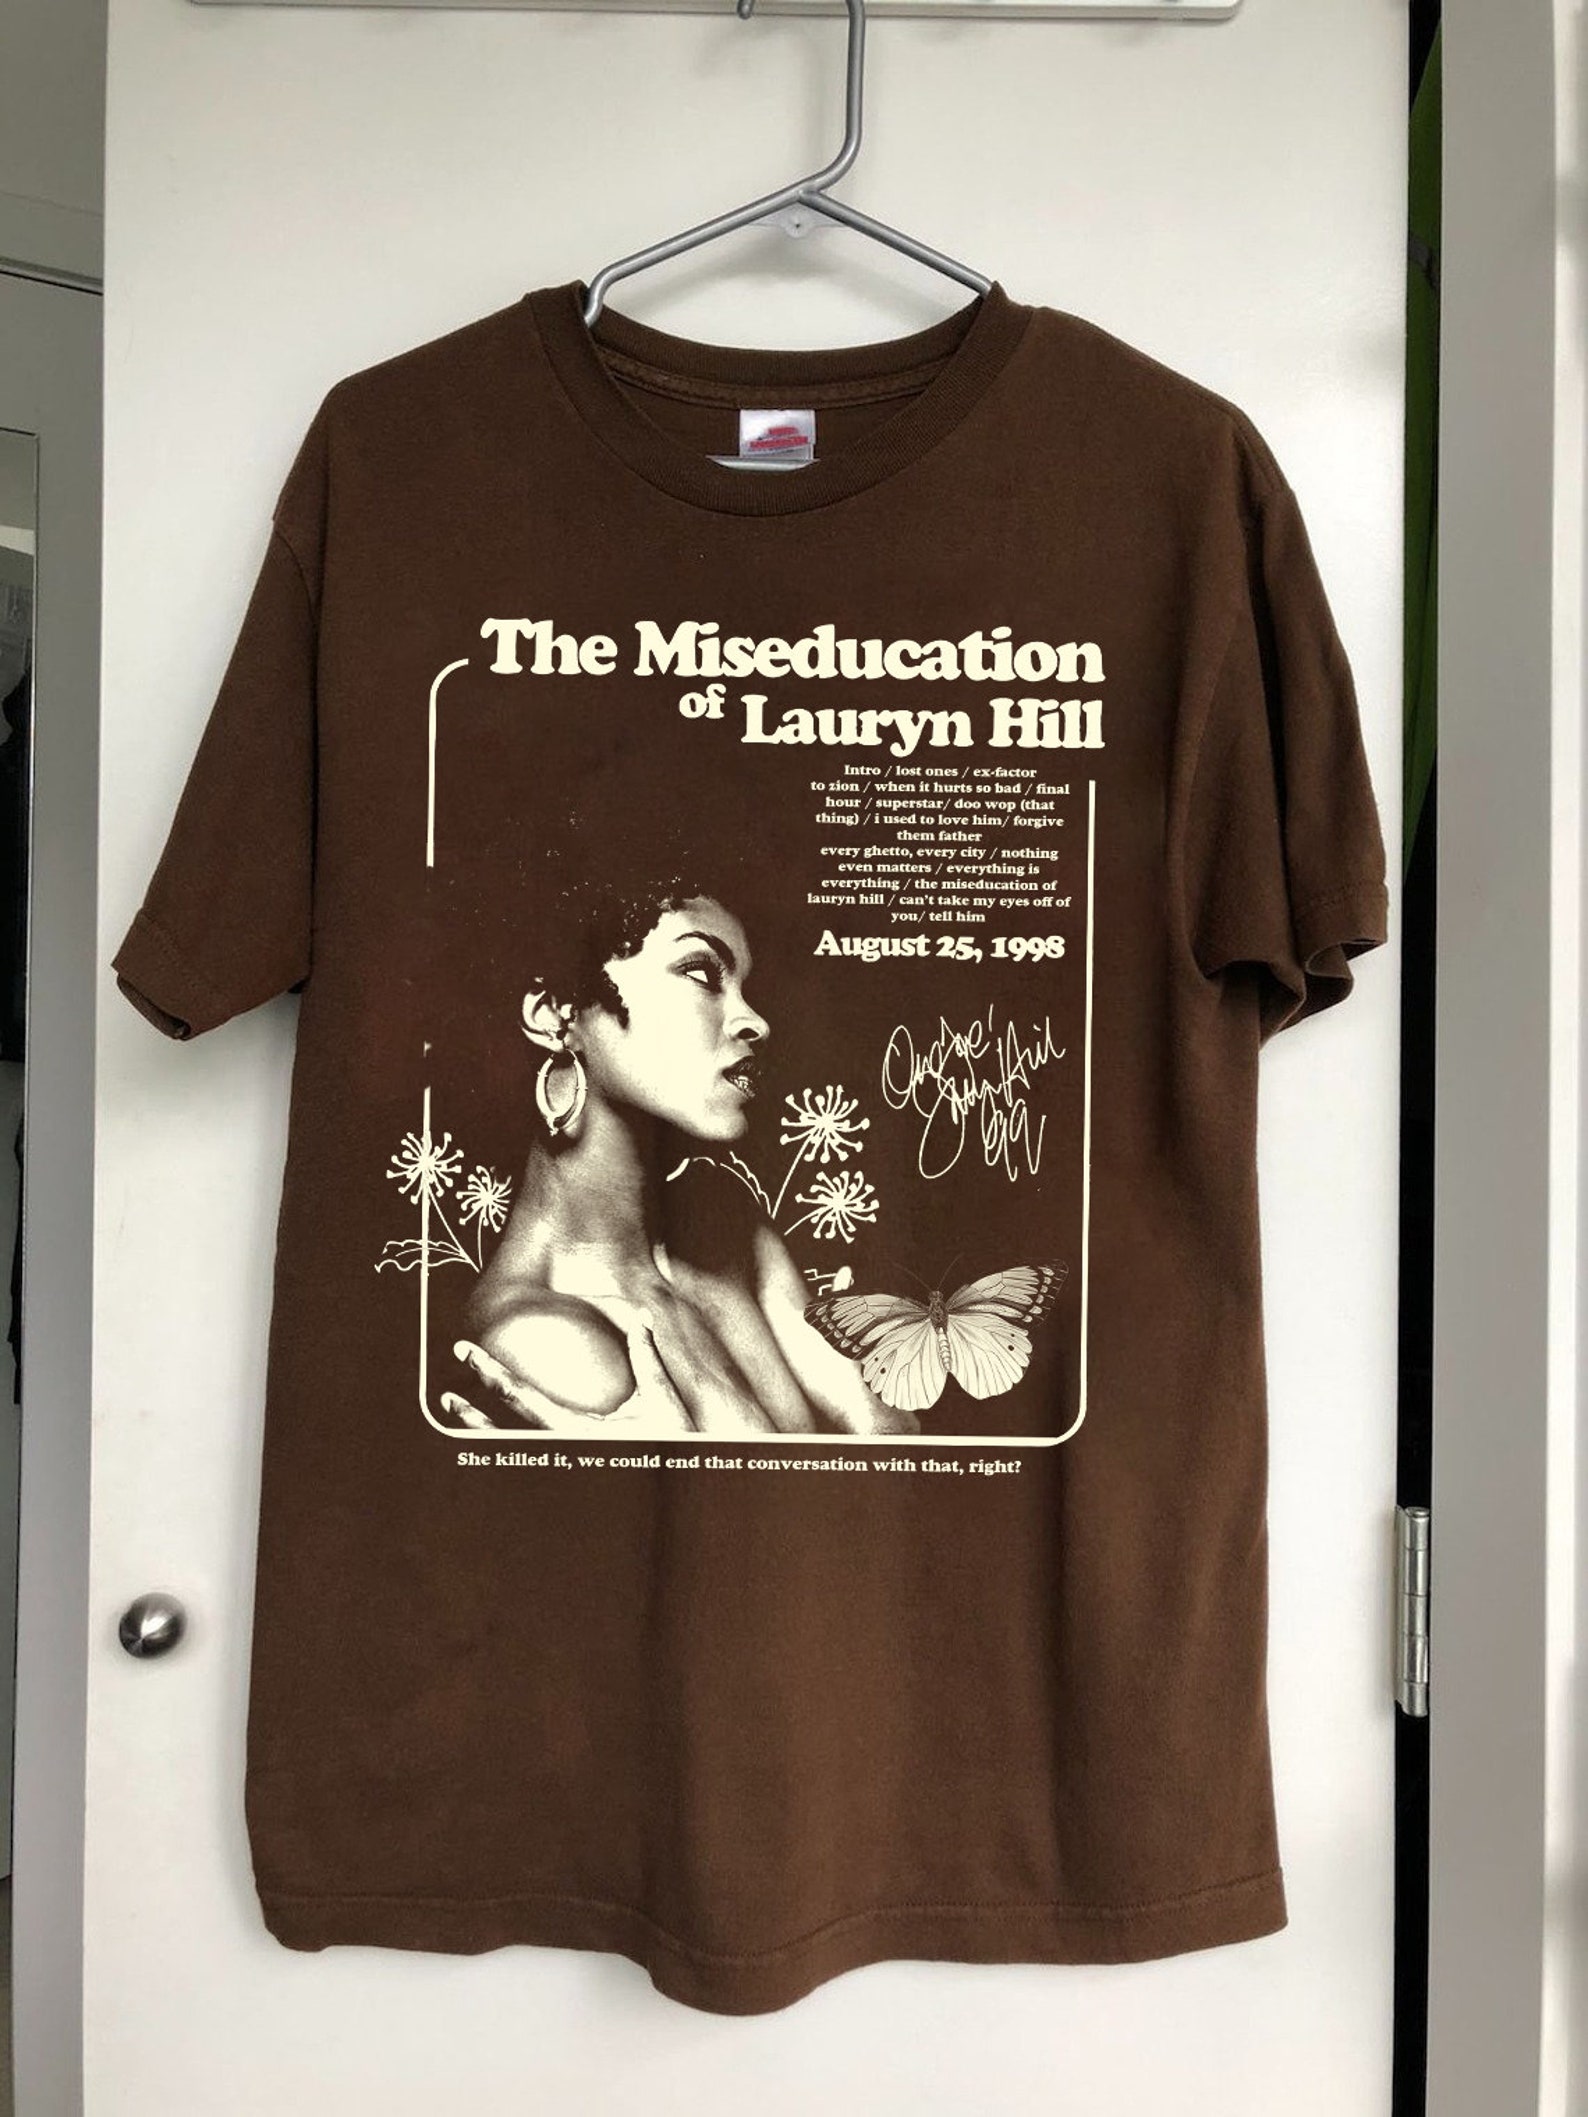 The Miseducation
of Lauryn Hill
Intro / lost ones / ex-factor
to zion / when it hurts so bad / final
hour / superstar/ doo wop (that
thing) / i used to love him/ forgive
them father
every ghetto, every city / nothing
even matters / everything is
everything / the miseducation of
lauryn hill / can't take my eyes off of
you/ tell him
August 25, 1998
She killed it, we could end that conversation with that, right?